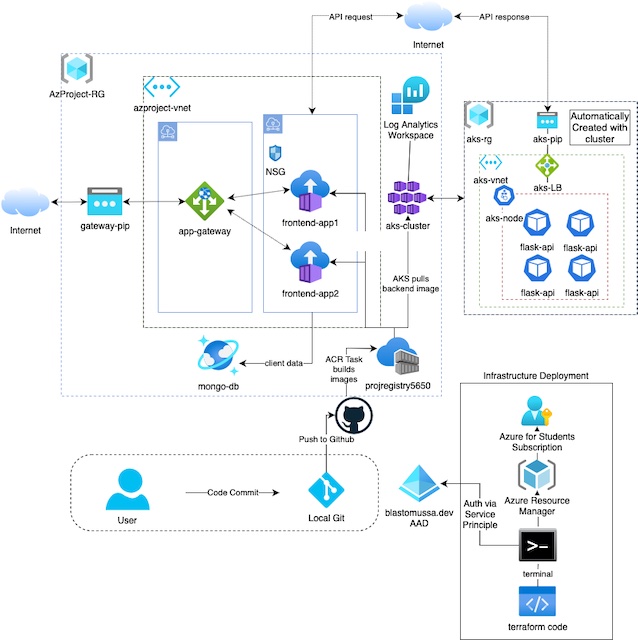 API request
API response
Internet
AzProject-RG
azproject-vnet
Log Analytics
Workspace
aks-rg
aks-pip
Automatically
Created with
cluster
NSG
aks-vnet
aks-LB
aks-node
Internet
gateway-pip
app-gateway
frontend-app1
aks-cluster
flask-api
flask-api
flask-api
flask-api
frontend-app2
AKS pulls
backend image
mongo-db
client data
ACR Task
builds
images
projregistry5650
Infrastructure Deployment
Push to Github
Azure for Students
Subscription
User
Code Commit
Local Git
blastomussa.dev
AAD
Auth via
Service
Principle
Azure Resource
Manager
terminal
terraform code